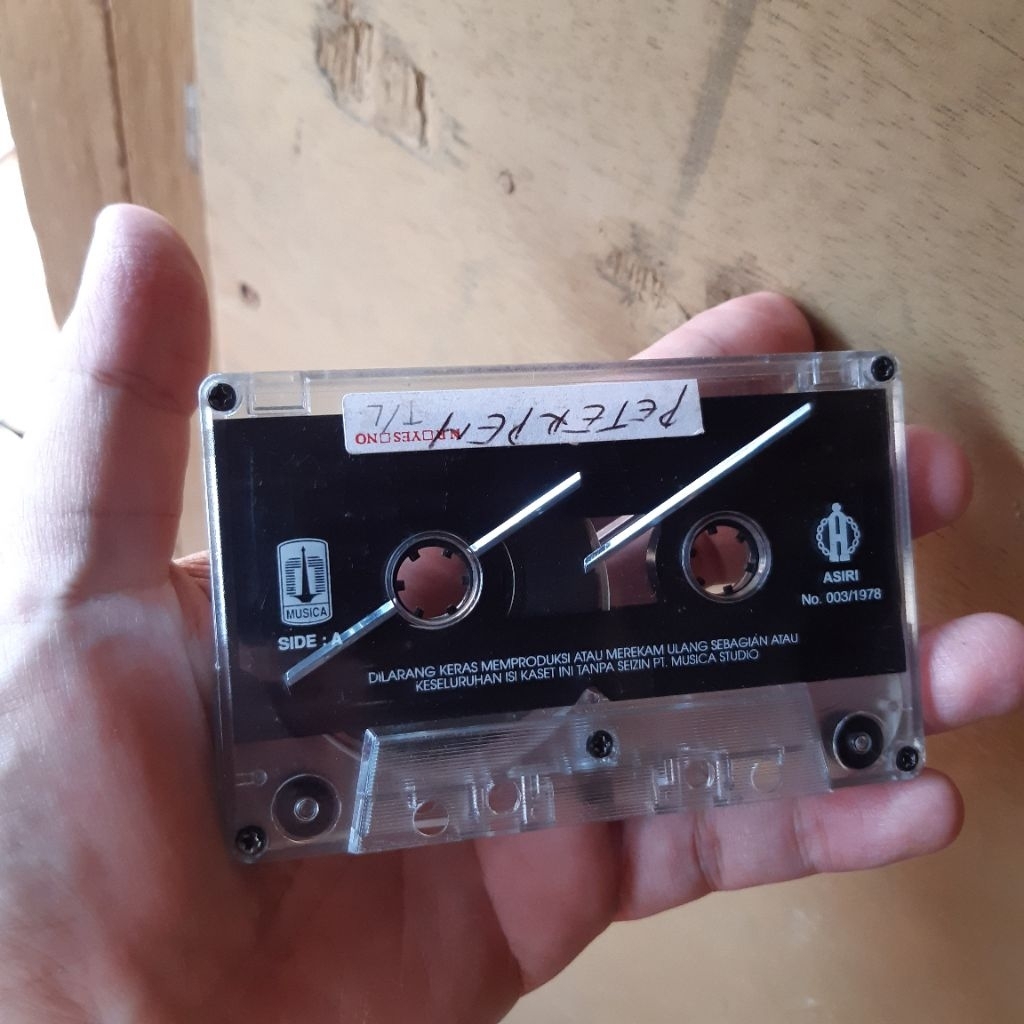 PETERPEN T/L
N.R□YES□NO
MUSICA
SIDE : A
ASIRI
No. 003/1978
DILARANG KERAS MEMPRODUKSI ATAU MEREKAM ULANG SEBAGIAN ATAU
KESELURUHAN ISI KASET INI TANPA SEIZIN PT. MUSICA STUDIO